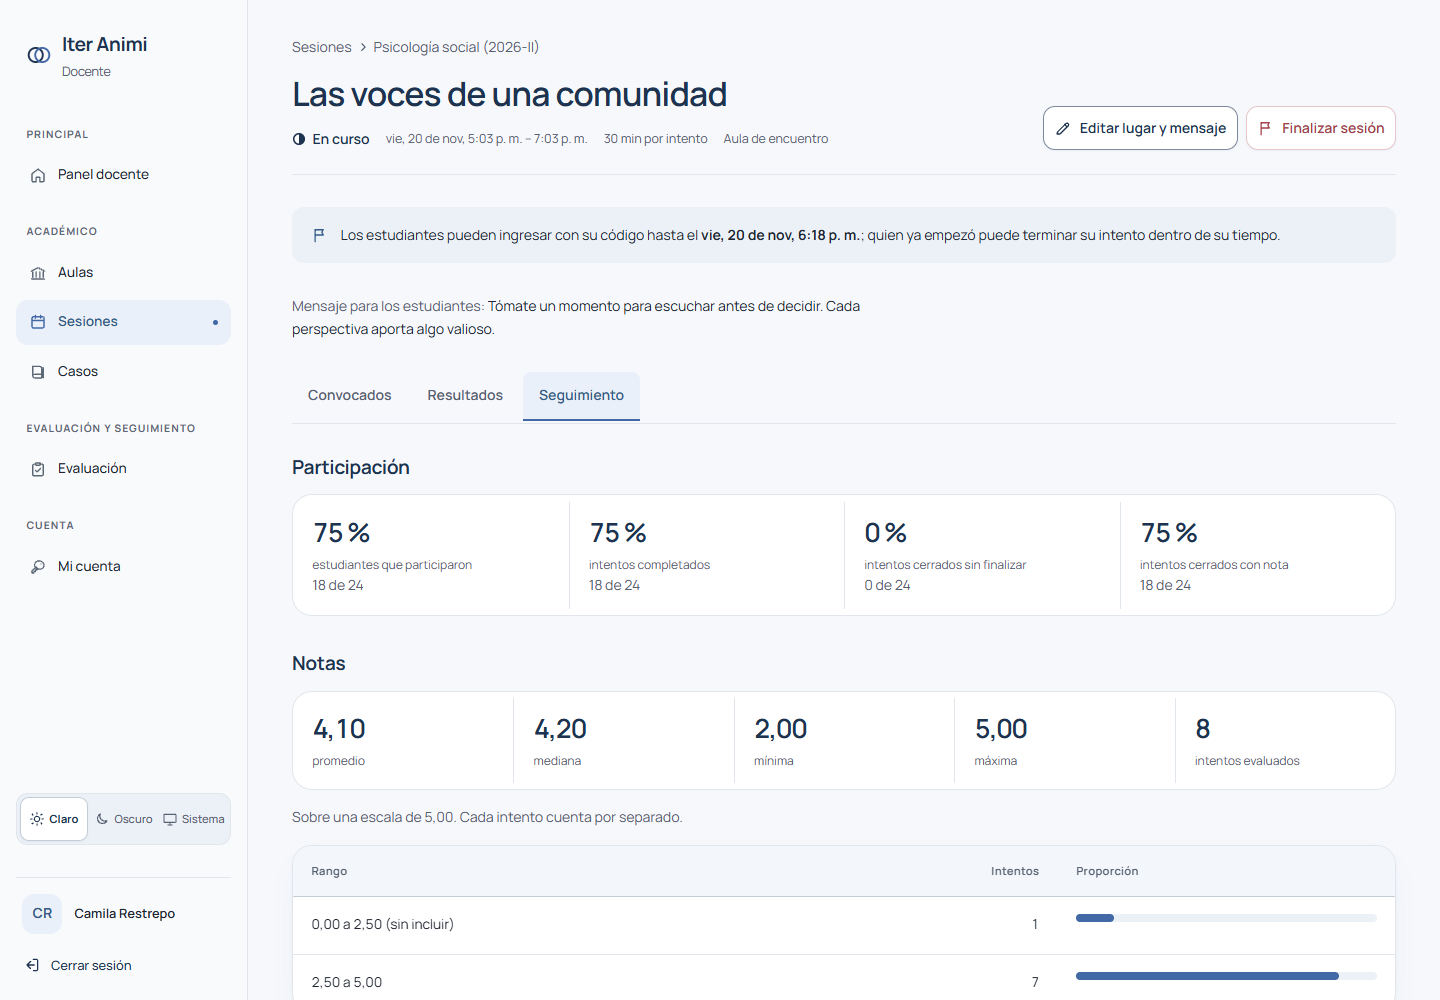 Iter Animi
Docente
PRINCIPAL
Panel docente
ACADÉMICO
Aulas
Sesiones
Casos
EVALUACIÓN Y SEGUIMIENTO
Evaluación
CUENTA
Mi cuenta
Claro
Oscuro
Sistema
CR
Camila Restrepo
Cerrar sesión
Sesiones > Psicología social (2026-II)
Las voces de una comunidad
En curso vie, 20 de nov, 5:03 p. m. – 7:03 p. m. 30 min por intento Aula de encuentro
Editar lugar y mensaje
Finalizar sesión
Los estudiantes pueden ingresar con su código hasta el vie, 20 de nov, 6:18 p. m.; quien ya empezó puede terminar su intento dentro de su tiempo.
Mensaje para los estudiantes: Tómate un momento para escuchar antes de decidir. Cada
perspectiva aporta algo valioso.
Convocados Resultados Seguimiento
Participación
75 %
estudiantes que participaron
18 de 24
75 %
intentos completados
18 de 24
0 %
intentos cerrados sin finalizar
0 de 24
75 %
intentos cerrados con nota
18 de 24
Notas
4,10
promedio
4,20
mediana
2,00
mínima
5,00
máxima
8
intentos evaluados
Sobre una escala de 5,00. Cada intento cuenta por separado.
Rango Intentos Proporción
0,00 a 2,50 (sin incluir) 1
2,50 a 5,00 7